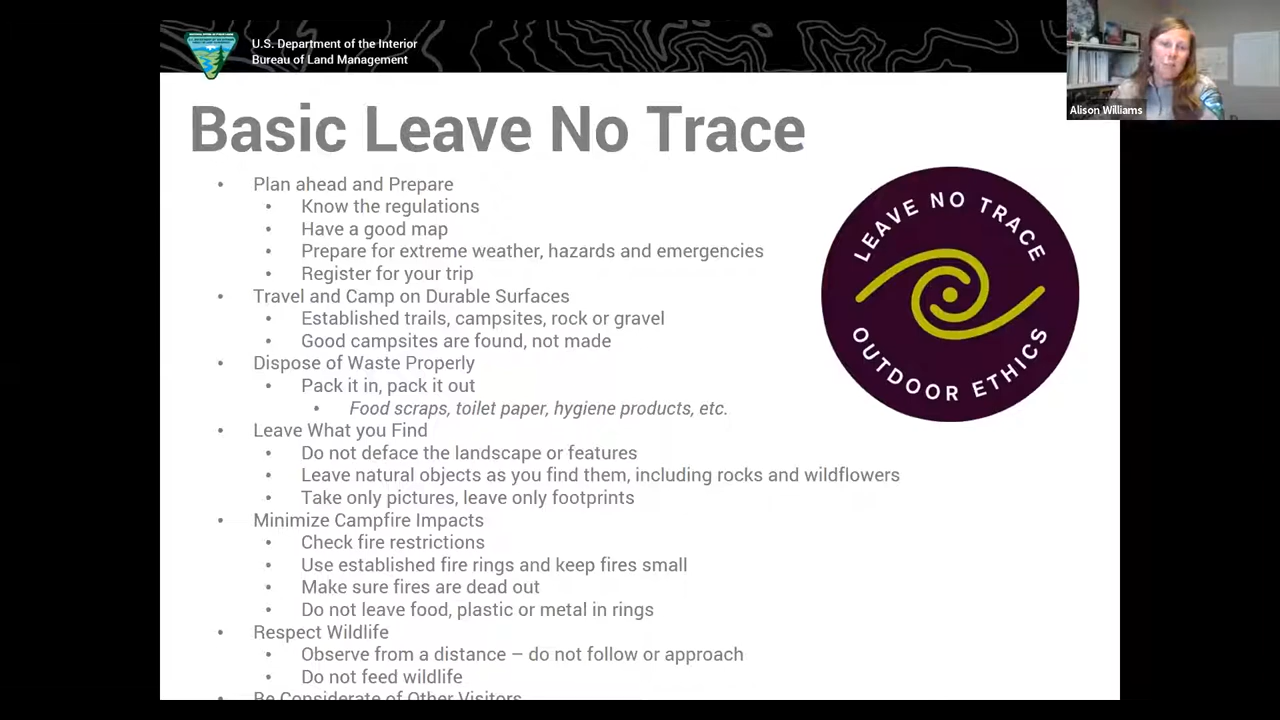 U.S. Department of the Interior
Bureau of Land Management
Alison Williams
Basic Leave No Trace
• Plan ahead and Prepare
• Know the regulations
• Have a good map
• Prepare for extreme weather, hazards and emergencies
• Register for your trip
• Travel and Camp on Durable Surfaces
• Established trails, campsites, rock or gravel
• Good campsites are found, not made
• Dispose of Waste Properly
• Pack it in, pack it out
• Food scraps, toilet paper, hygiene products, etc.
• Leave What you Find
• Do not deface the landscape or features
• Leave natural objects as you find them, including rocks and wildflowers
• Take only pictures, leave only footprints
• Minimize Campfire Impacts
• Check fire restrictions
• Use established fire rings and keep fires small
• Make sure fires are dead out
• Do not leave food, plastic or metal in rings
• Respect Wildlife
• Observe from a distance – do not follow or approach
• Do not feed wildlife
• Be Considerate of Other Visitors
LEAVE NO TRACE
OUTDOOR ETHICS